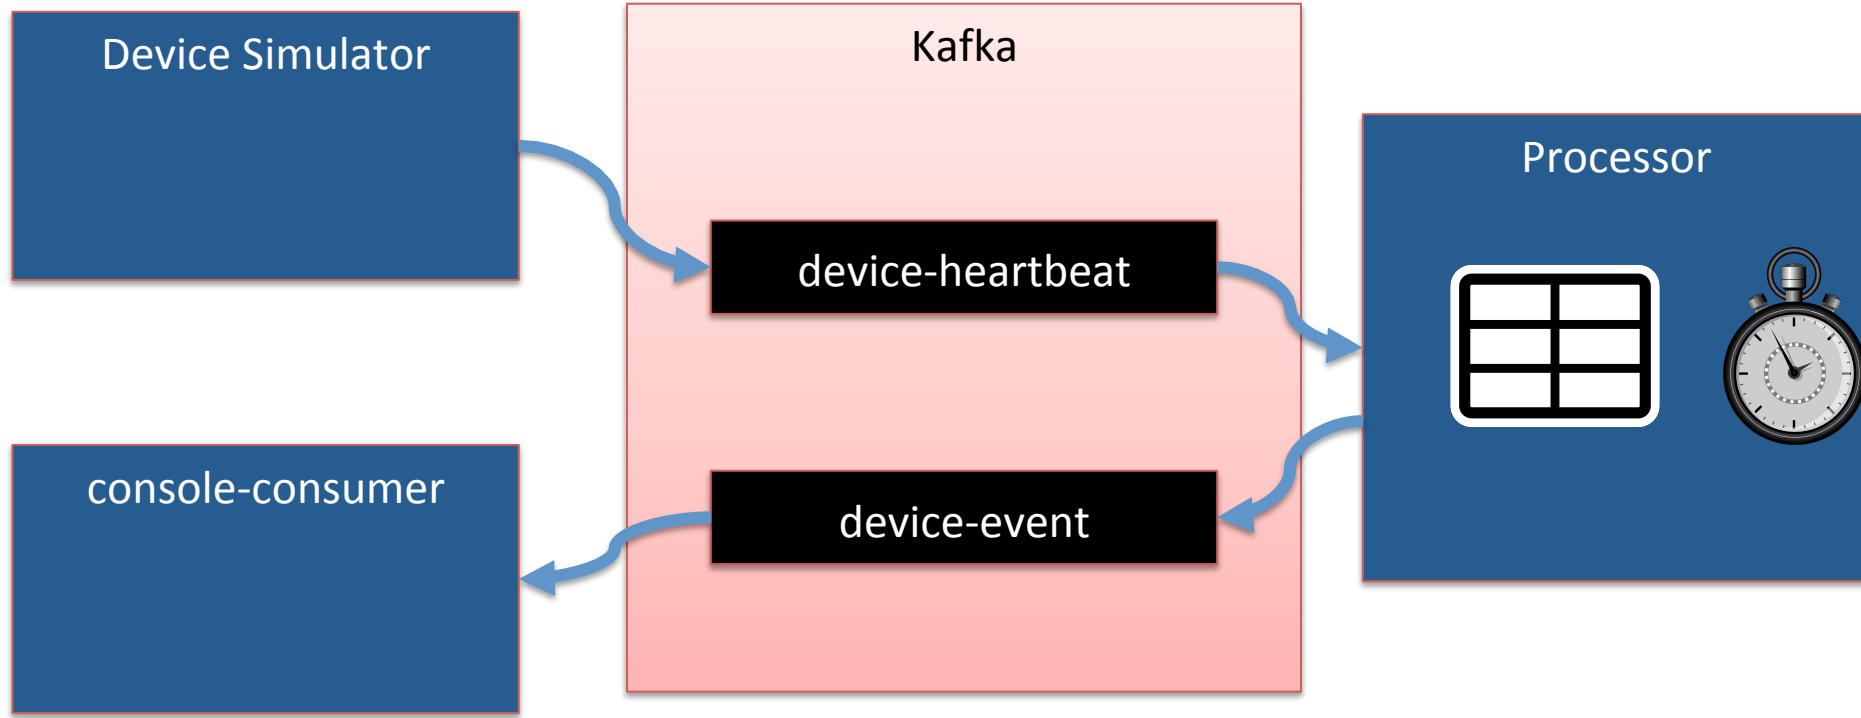 Device Simulator
Kafka
Processor
device-heartbeat
console-consumer
device-event